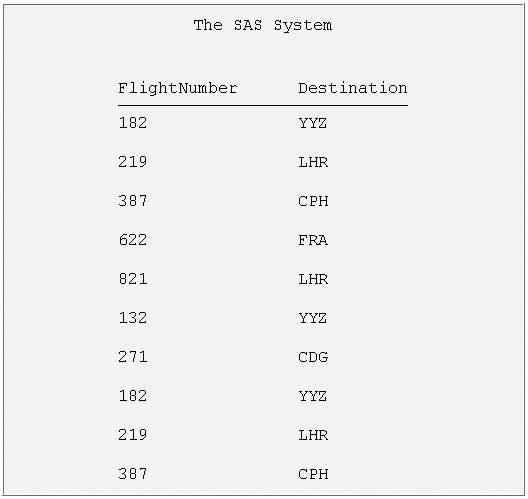 The SAS System
FlightNumber Destination
182 YYZ
219 LHR
387 CPH
622 FRA
821 LHR
132 YYZ
271 CDG
182 YYZ
219 LHR
387 CPH